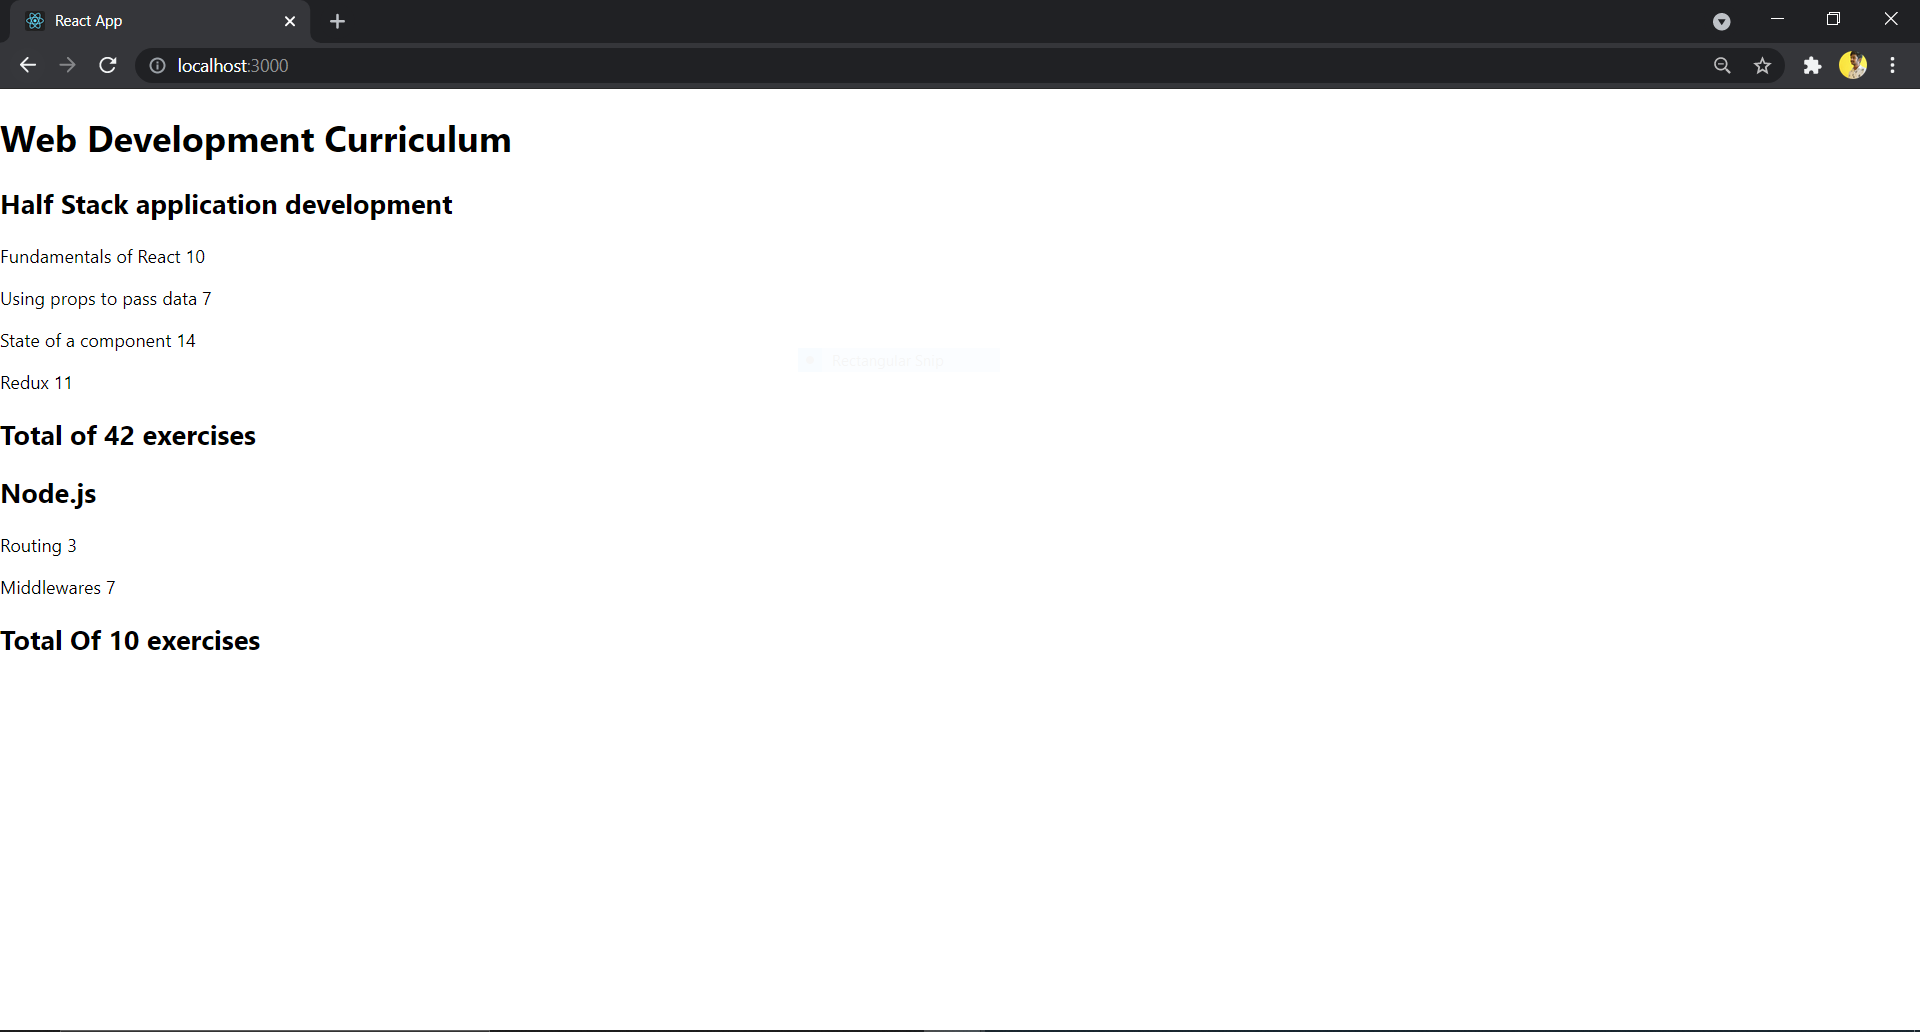 React App
localhost:3000
Web Development Curriculum
Half Stack application development
Fundamentals of React 10
Using props to pass data 7
State of a component 14
Rectangular Snip
Redux 11
Total of 42 exercises
Node.js
Routing 3
Middlewares 7
Total Of 10 exercises